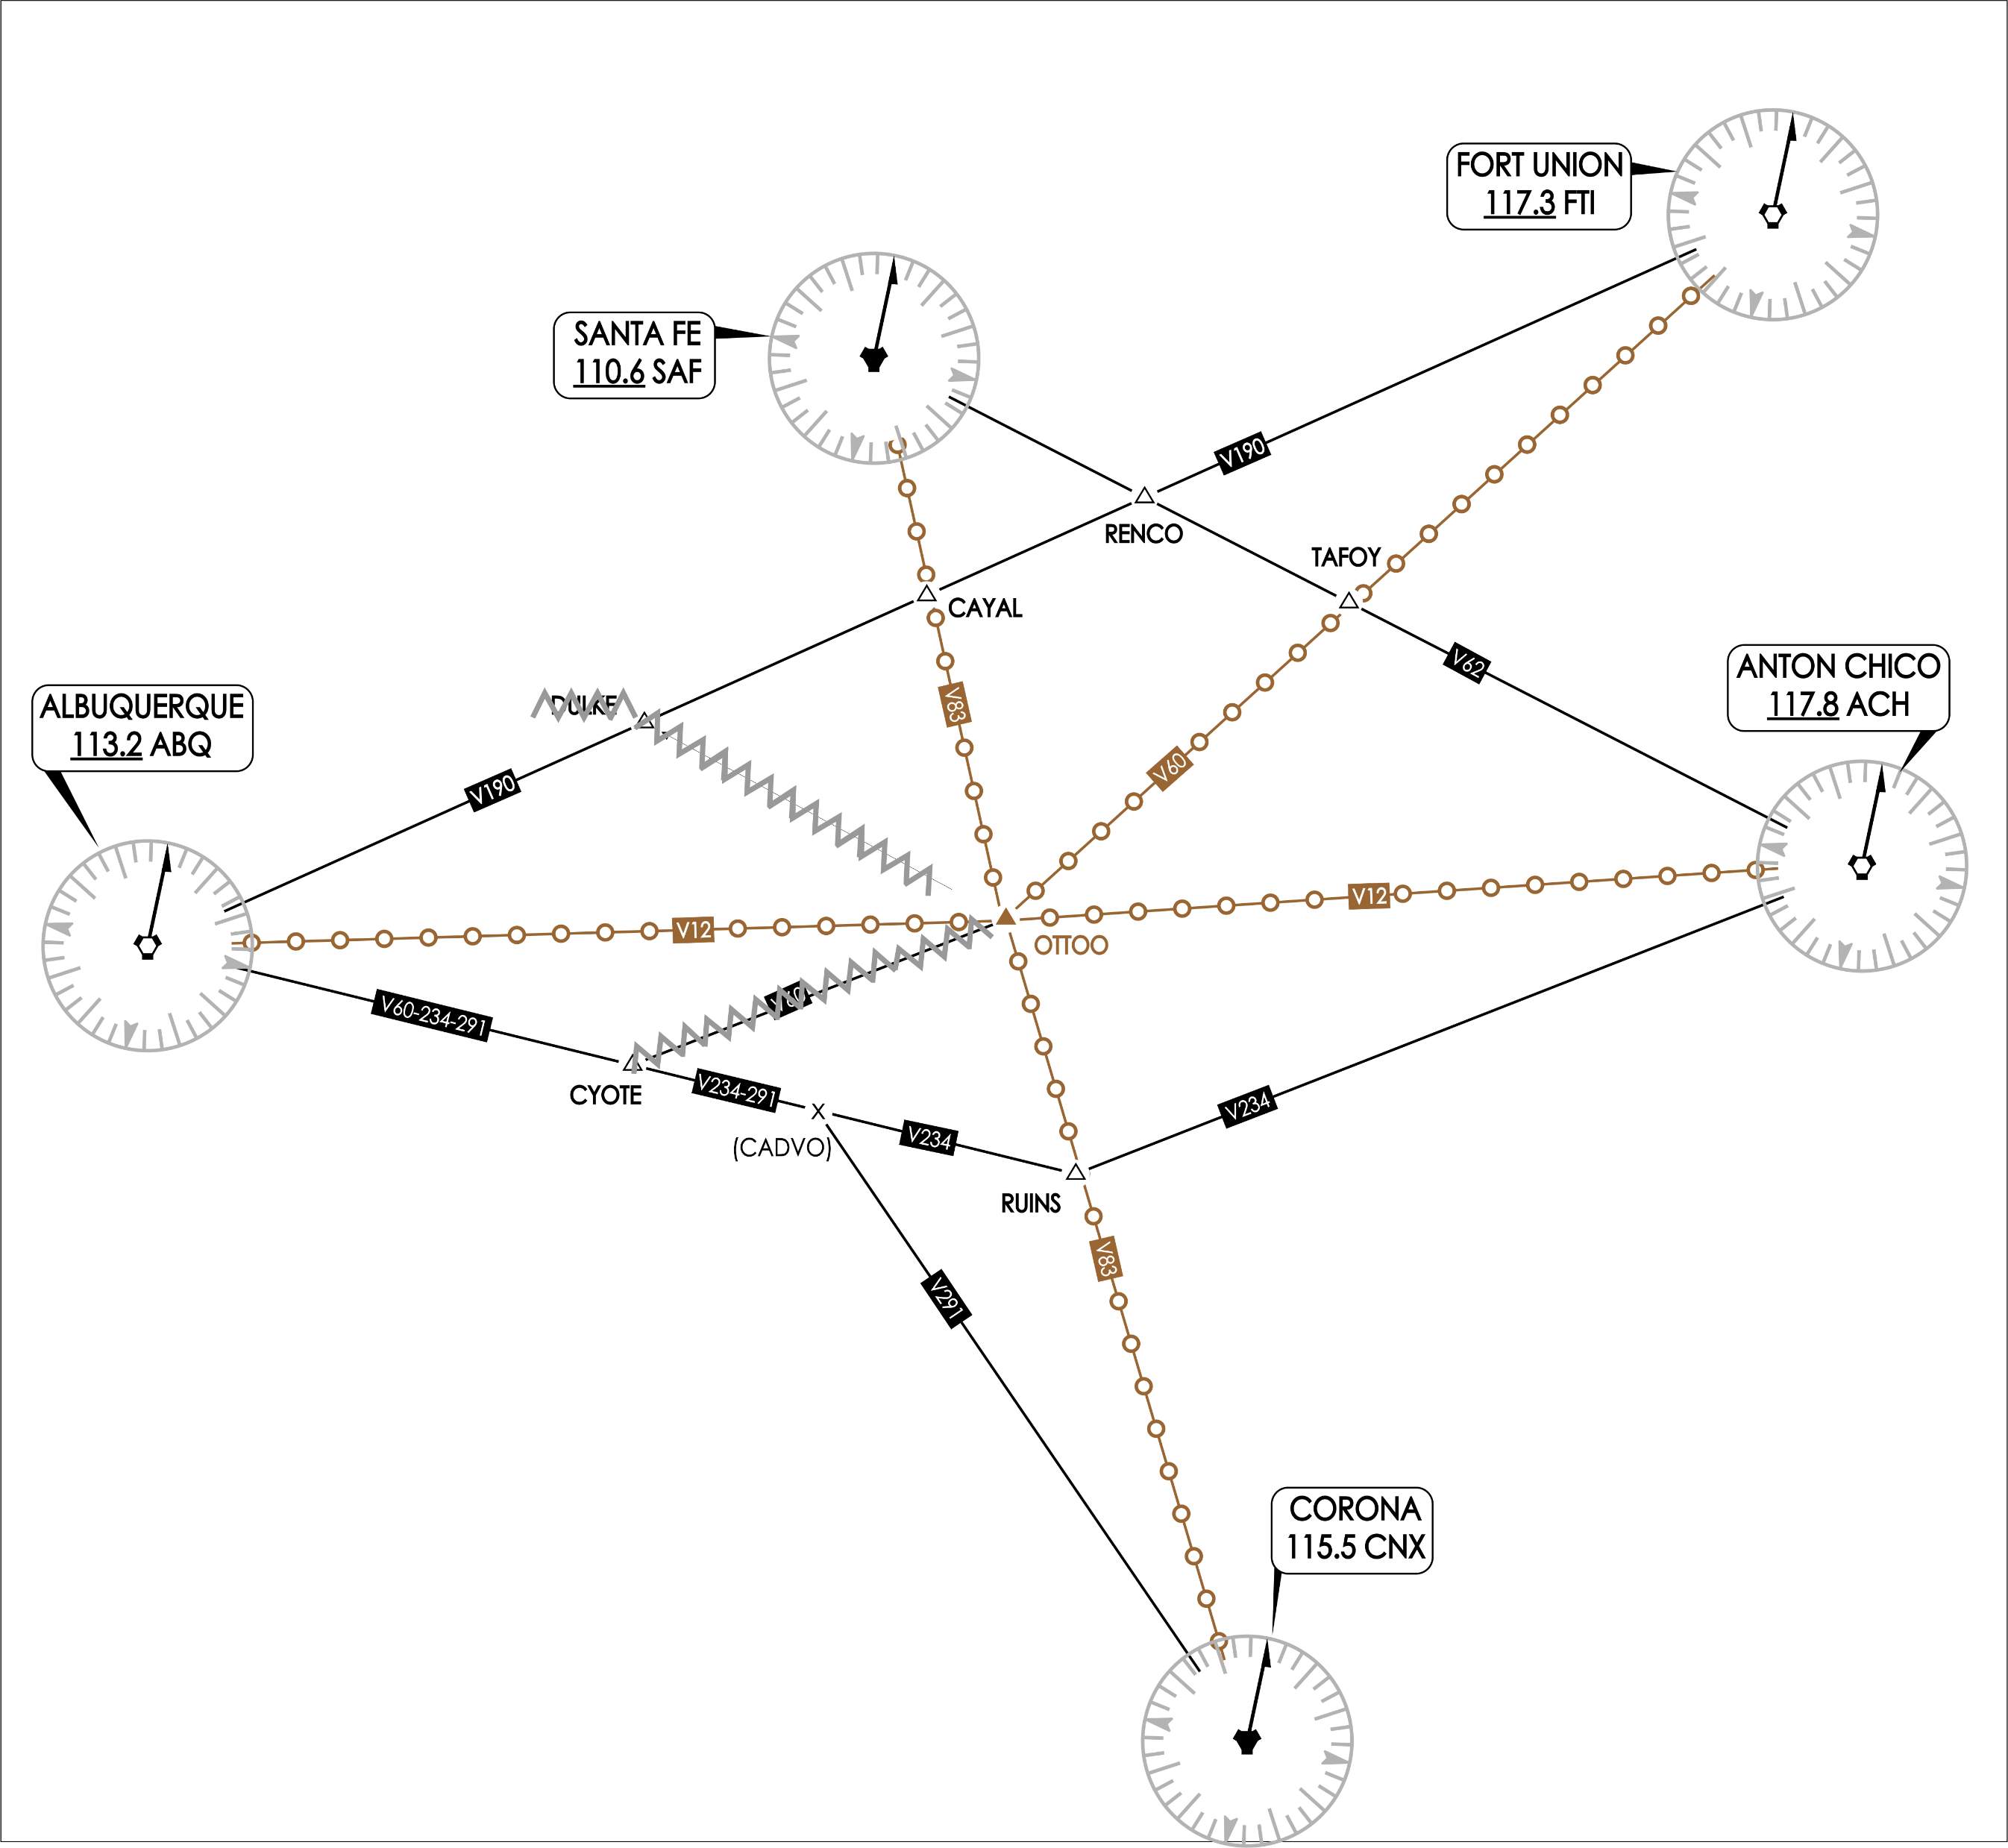 FORT UNION
117.3 FTI
SANTA FE
110.6 SAF
V190
RENCO
TAFOY
CAYAL
V62
ANTON CHICO
117.8 ACH
ALBUQUERQUE
113.2 ABQ
DULKE
V83
V60
V190
V12
V12
OTTOO
V60
V60-234-291
CYOTE
V234-291
X
(CADVO)
V234
V234
RUINS
V83
V291
CORONA
115.5 CNX